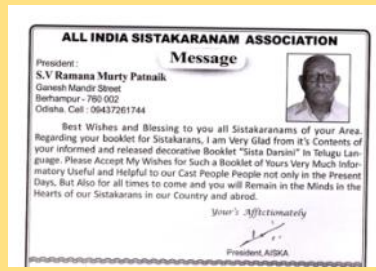 ALL INDIA SISTAKARANAM ASSOCIATION
Message
President :
S.V Ramana Murty Patnaik
Ganesh Mandir Street
Berhampur - 760 002
Odisha. Cell : 09437261744
Best Wishes and Blessing to you all Sistakaranams of your Area.
Regarding your booklet for Sistakarans, I am Very Glad from it's Contents of
your informed and released decorative Booklet "Sista Darsini" In Telugu Lan-
guage. Please Accept My Wishes for Such a Booklet of Yours Very Much Infor-
matory Useful and Helpful to our Cast People People not only in the Present
Days, But Also for all times to come and you will Remain in the Minds in the
Hearts of our Sistakarans in our Country and abrod.
Your's Affictionately
President, AISKA